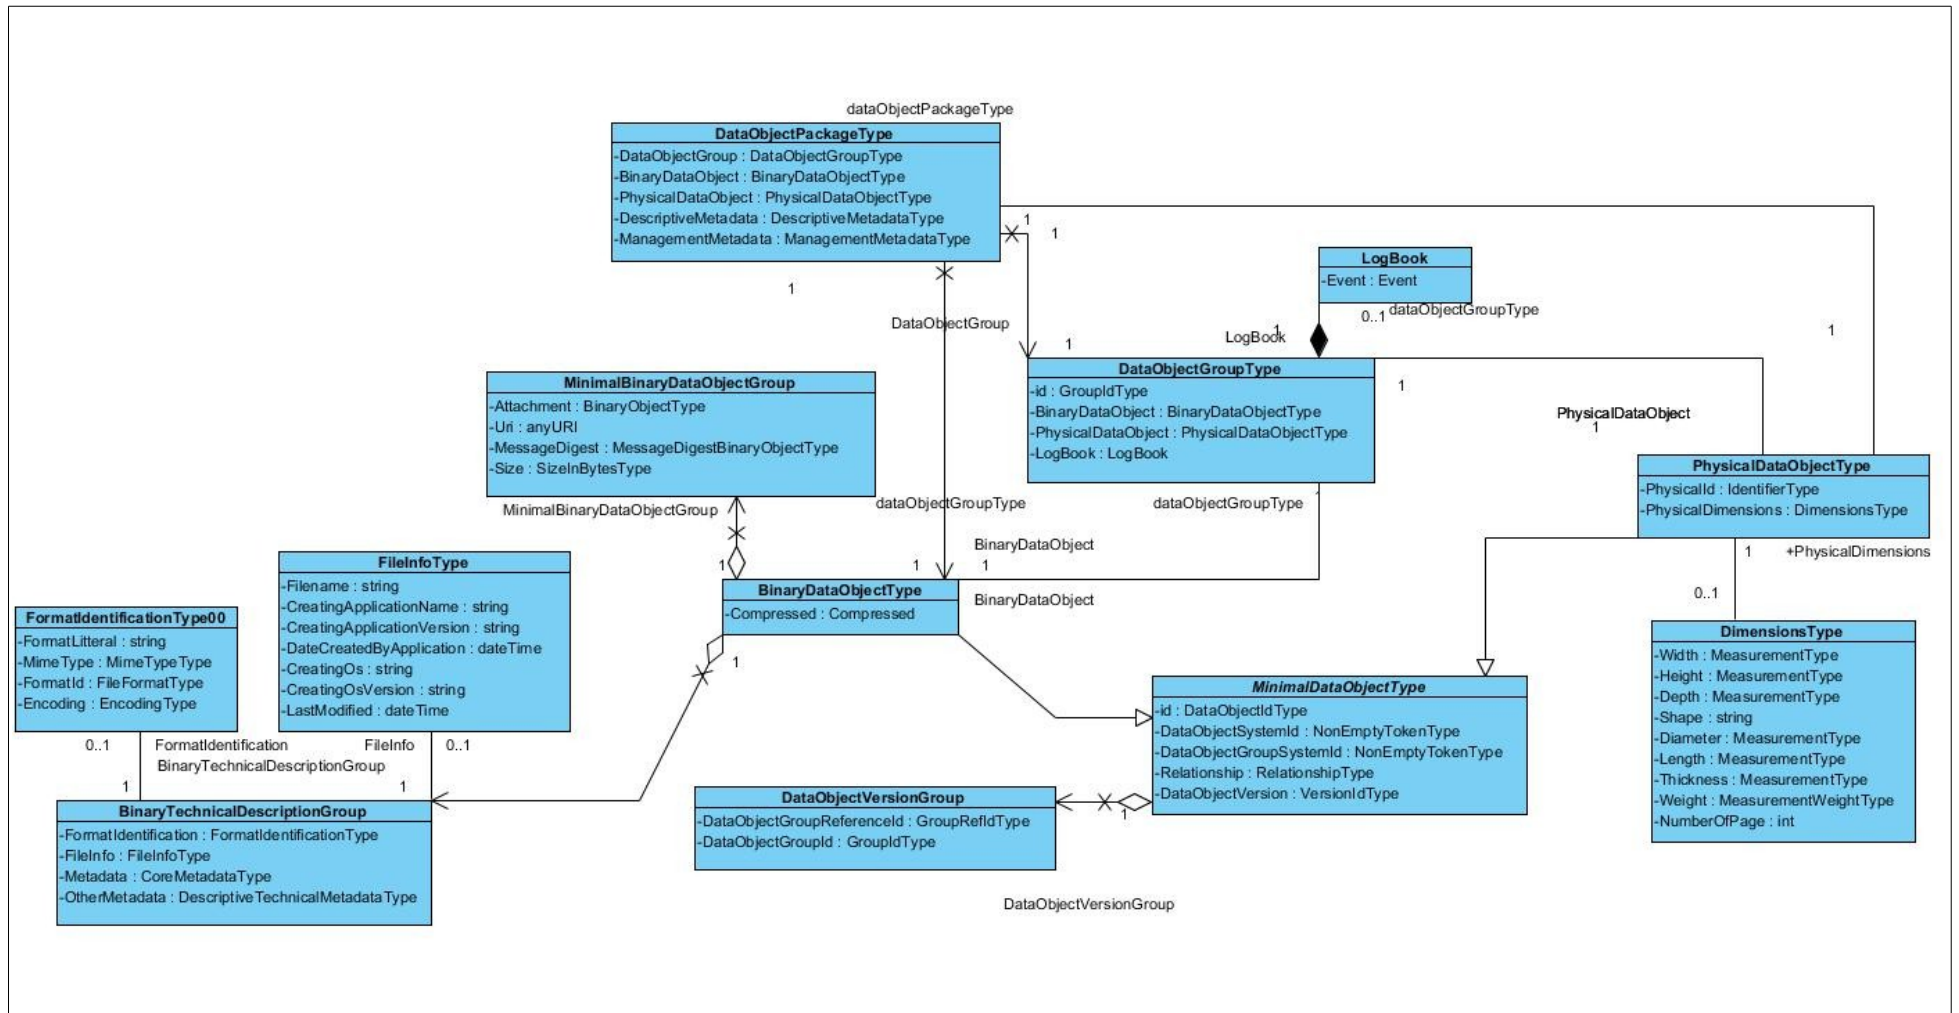 dataObjectPackageType
DataObjectPackageType
-DataObjectGroup : DataObjectGroupType
-BinaryDataObject : BinaryDataObjectType
-PhysicalDataObject : PhysicalDataObjectType
-DescriptiveMetadata : DescriptiveMetadataType
-ManagementMetadata : ManagementMetadataType
1
1
1
LogBook
-Event : Event
0..1
dataObjectGroupType
DataObjectGroup
LogBook
1
1
1
DataObjectGroupType
-id : GroupIdType
-BinaryDataObject : BinaryDataObjectType
-PhysicalDataObject : PhysicalDataObjectType
-LogBook : LogBook
1
PhysicalDataObject
1
MinimalBinaryDataObjectGroup
-Attachment : BinaryObjectType
-Uri : anyURI
-MessageDigest : MessageDigestBinaryObjectType
-Size : SizeInBytesType
PhysicalDataObjectType
-PhysicalId : IdentifierType
-PhysicalDimensions : DimensionsType
MinimalBinaryDataObjectGroup
dataObjectGroupType
dataObjectGroupType
1
BinaryDataObject
1
+PhysicalDimensions
0..1
1
1
1
BinaryDataObjectType
-Compressed : Compressed
BinaryDataObject
1
FileInfoType
-Filename : string
-CreatingApplicationName : string
-CreatingApplicationVersion : string
-DateCreatedByApplication : dateTime
-CreatingOs : string
-CreatingOsVersion : string
-LastModified : dateTime
FormatIdentificationType00
-FormatLitteral : string
-MimeType : MimeTypeType
-FormatId : FileFormatType
-Encoding : EncodingType
DimensionsType
-Width : MeasurementType
-Height : MeasurementType
-Depth : MeasurementType
-Shape : string
-Diameter : MeasurementType
-Length : MeasurementType
-Thickness : MeasurementType
-Weight : MeasurementWeightType
-NumberOfPage : int
MinimalDataObjectType
-id : DataObjectIdType
-DataObjectSystemId : NonEmptyTokenType
-DataObjectGroupSystemId : NonEmptyTokenType
-Relationship : RelationshipType
-DataObjectVersion : VersionIdType
0..1
FormatIdentification
FileInfo
0..1
BinaryTechnicalDescriptionGroup
1
1
BinaryTechnicalDescriptionGroup
-FormatIdentification : FormatIdentificationType
-FileInfo : FileInfoType
-Metadata : CoreMetadataType
-OtherMetadata : DescriptiveTechnicalMetadataType
DataObjectVersionGroup
-DataObjectGroupReferenceId : GroupRefIdType
-DataObjectGroupId : GroupIdType
1
DataObjectVersionGroup